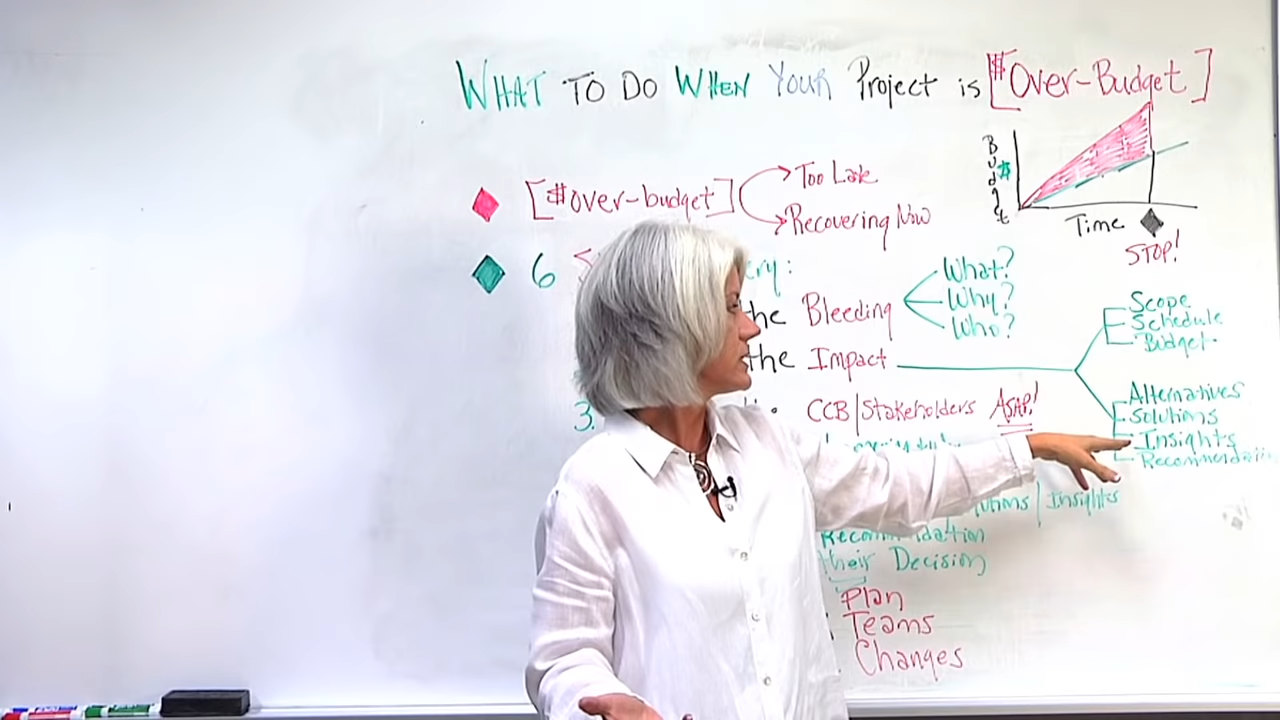 WHAT TO DO WHEN YOUR Project is [$Over-Budget]
[$over-budget]
Too Late
Recovering Now
Budget $
Time
STOP!
6
ery:
the Bleeding
What?
Why?
Who?
the Impact
Scope
Schedule
Budget.
Alternatives
Solutions
Insights
3.
CCB|Stakeholders ASAP!
|Insights
Recommendation
their Decision
Plan
Teams
Changes